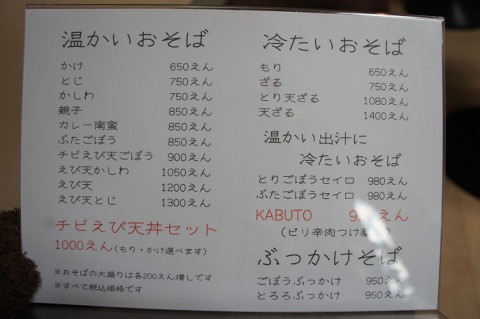 温かいおそば
かけ 650えん
とじ 750えん
かしわ 750えん
親子 850えん
カレー南蛮 850えん
ぶたごぼう 850えん
チビえび天ごぼう 900えん
えび天かしわ 1050えん
えび天 1200えん
えび天とじ 1300えん
チビえび天丼セット
1000えん(もり・かけ選べます)
※おそばの大盛りは各200えん増しです
※すべて税込価格です
冷たいおそば
もり 650えん
ざる 750えん
とり天ざる 1080えん
天ざる 1400えん
温かい出汁に
冷たいおそば
とりごぼうセイロ 980えん
ぶたごぼうセイロ 980えん
KABUTO えん
(ピリ辛肉つけ
ぶっかけそば
ごぼうぶっかけ 950えん
とろろぶっかけ 950えん